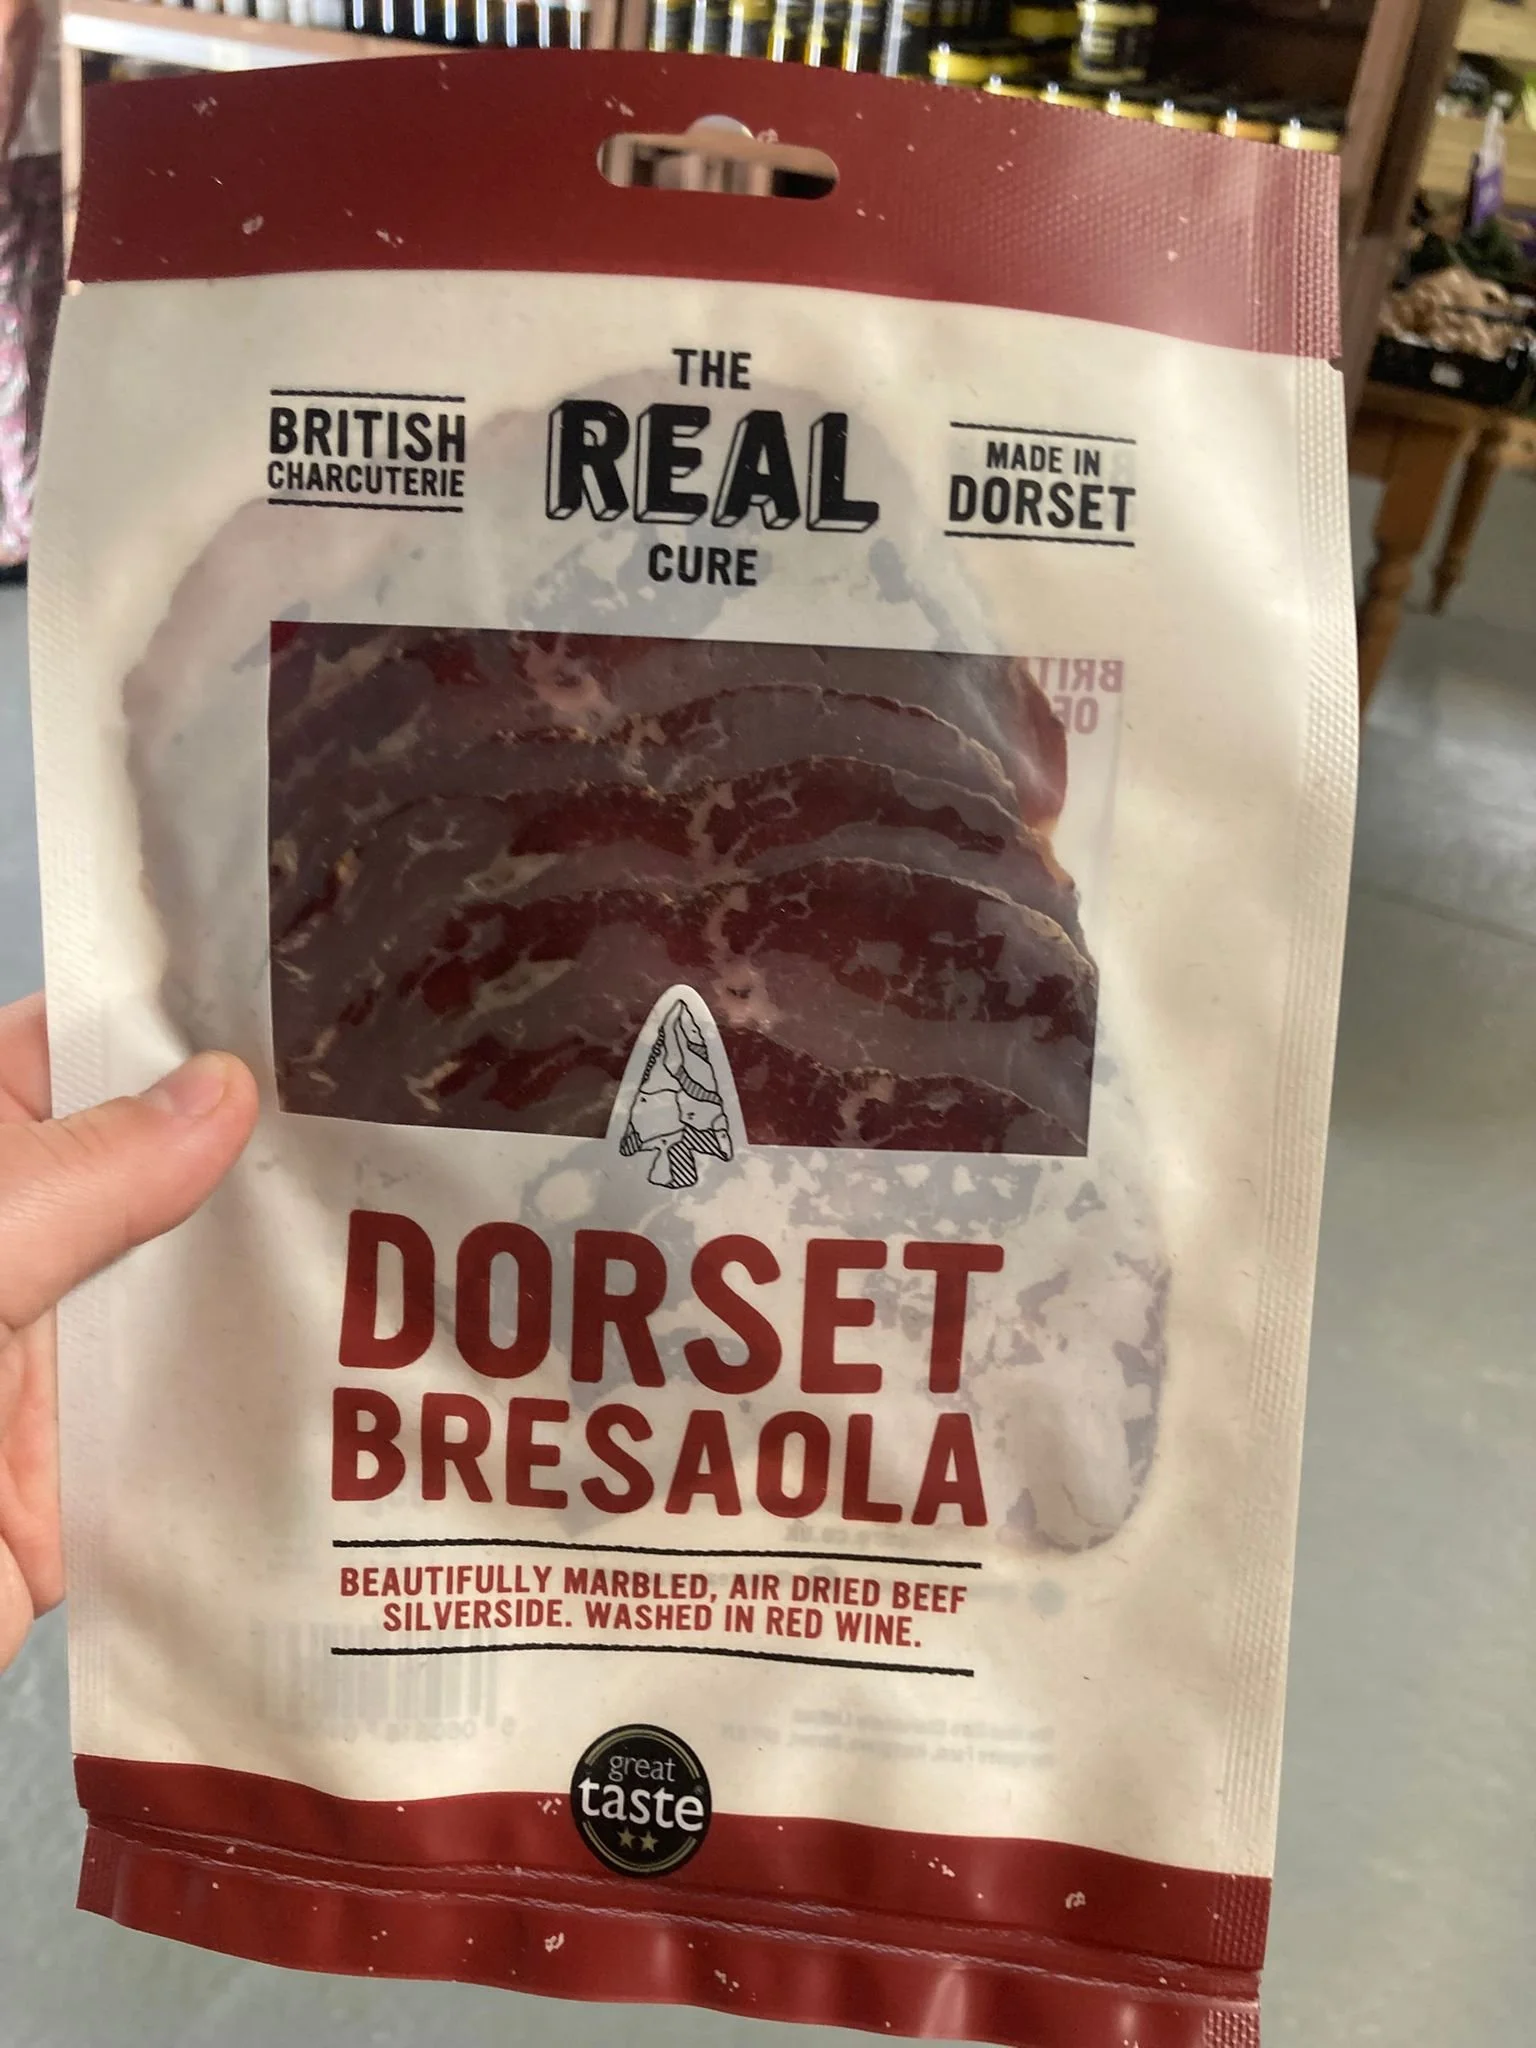 THE
REAL
CURE
BRITISH
CHARCUTERIE
MADE IN
DORSET
DORSET
BRESAOLA
BEAUTIFULLY MARBLED, AIR DRIED BEEF
SILVERSIDE. WASHED IN RED WINE.
great
taste